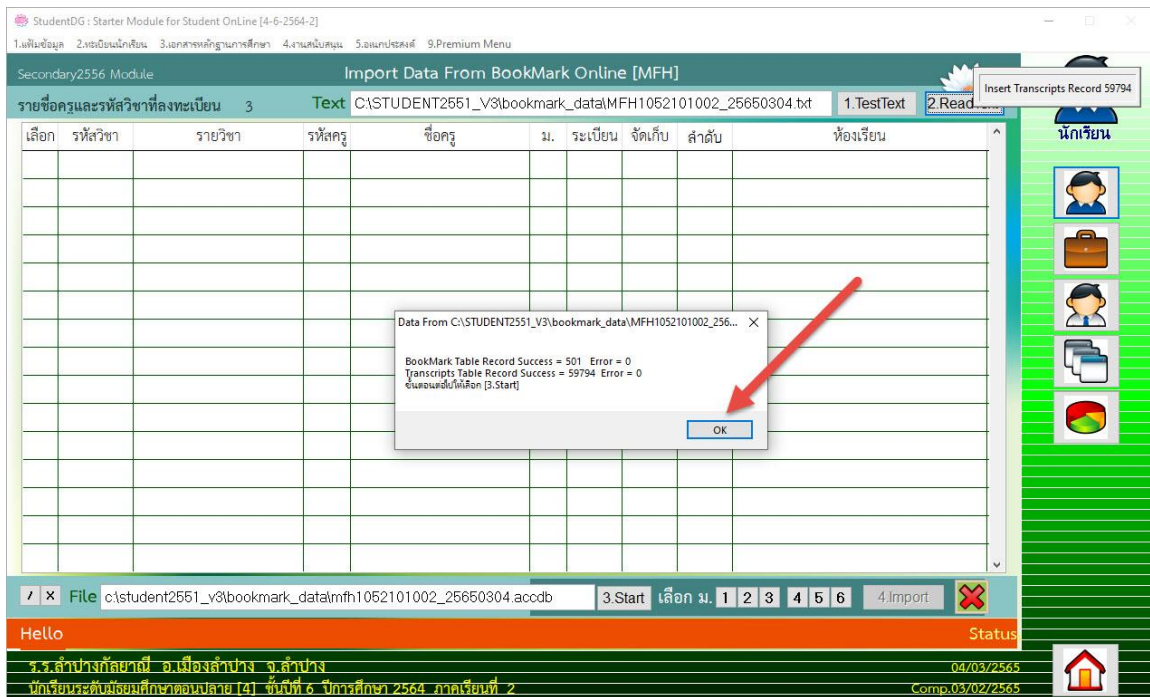 StudentDG : Starter Module for Student OnLine [4-6-2564-2]
1.แฟ้มข้อมูล 2.ทะเบียนนักเรียน 3.เอกสารหลักฐานการศึกษา 4.งานสนับสนุน 5.อเนกประสงค์ 9.Premium Menu
Secondary2556 Module Import Data From BookMark Online [MFH]
Insert Transcripts Record 59794
รายชื่อครูและรหัสวิชาที่ลงทะเบียน 3 Text C:\STUDENT2551_V3\bookmark_data\MFH1052101002_25650304.txt 1.TestText
นักเรียน
เลือก รหัสวิชา รายวิชา รหัสครู ชื่อครู ม. ระเบียน จัดเก็บ ลำดับ ห้องเรียน
Data From C:\STUDENT2551_V3\bookmark_data\MFH1052101002_256...
BookMark Table Record Success = 501 Error = 0
Transcripts Table Record Success = 59794 Error = 0
ขั้นตอนต่อไปให้เลือก [3.Start]
OK
/ X File c:\student2551_v3\bookmark_data\mfh1052101002_25650304.accdb 3.Start เลือก ม. 1 2 3 4 5 6 4.Import
Hello Status
ร.ร.ลำปางกัลยาณี อ.เมืองลำปาง จ.ลำปาง 04/03/2565
นักเรียนระดับมัธยมศึกษาตอนปลาย [4] ชั้นปีที่ 6 ปีการศึกษา 2564 ภาคเรียนที่ 2 Comp.03/02/2565